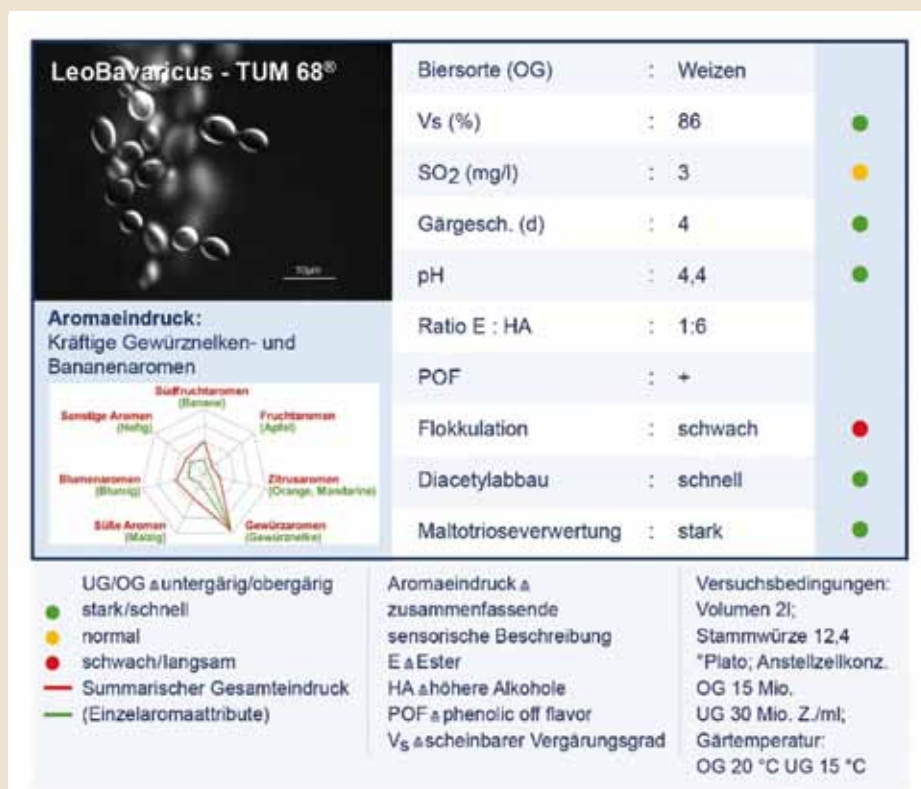 LeoBavaricus - TUM 68®
10µm
Aromaeindruck:
Kräftige Gewürznelken- und
Bananenaromen
Südfruchtaromen
(Banane)
Sonstige Aromen
(Hefig)
Fruchtaromen
(Apfel)
Blumenaromen
(Blumig)
Zitrusaromen
(Orange, Mandarine)
Süße Aromen
(Malzig)
Gewürzaromen
(Gewürznelke)
Biersorte (OG) : Weizen
Vs (%) : 86
SO2 (mg/l) : 3
Gärgesch. (d) : 4
pH : 4,4
Ratio E : HA : 1:6
POF : +
Flokkulation : schwach
Diacetylabbau : schnell
Maltotrioseverwertung : stark
UG/OG ≙ untergärig/obergärig
stark/schnell
normal
schwach/langsam
Summarischer Gesamteindruck
(Einzelaromaattribute)
Aromaeindruck ≙
zusammenfassende
sensorische Beschreibung
E ≙ Ester
HA ≙ höhere Alkohole
POF ≙ phenolic off flavor
Vs ≙ scheinbarer Vergärungsgrad
Versuchsbedingungen:
Volumen 2l;
Stammwürze 12,4
°Plato; Anstellzellkonz.
OG 15 Mio.
UG 30 Mio. Z./ml;
Gärtemperatur:
OG 20 °C UG 15 °C